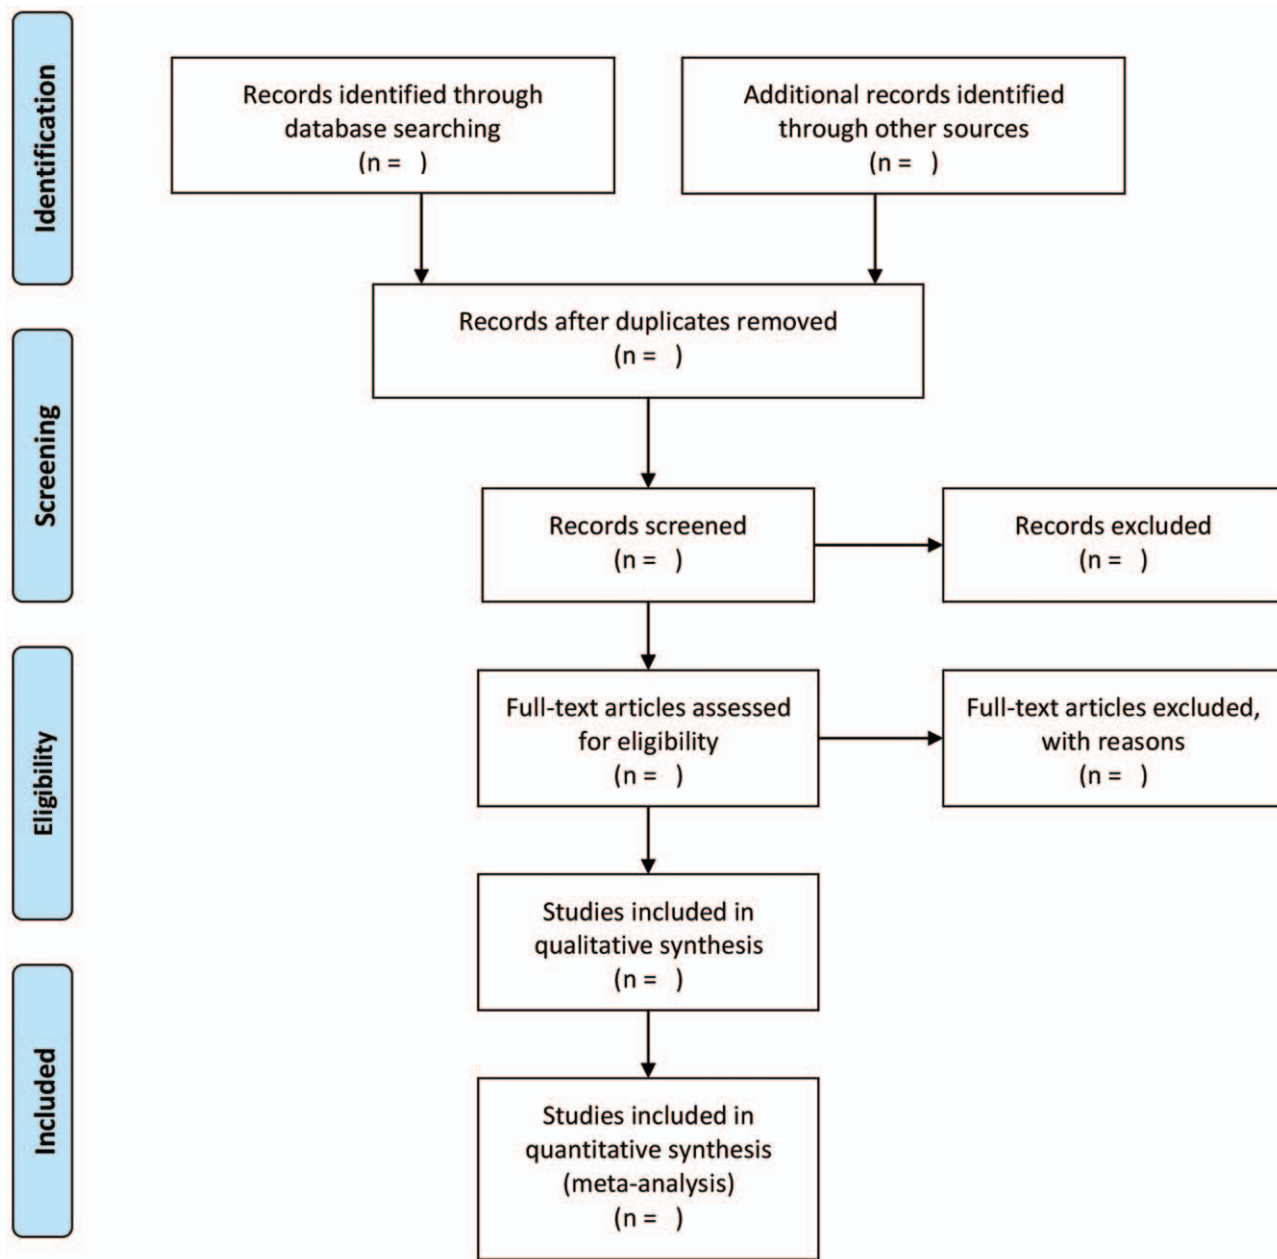 Identification
Records identified through
database searching
(n =   )
Additional records identified
through other sources
(n =   )
Records after duplicates removed
(n =   )
Screening
Records screened
(n =   )
Records excluded
(n =   )
Eligibility
Full-text articles assessed
for eligibility
(n =   )
Full-text articles excluded,
with reasons
(n =   )
Studies included in
qualitative synthesis
(n =   )
Included
Studies included in
quantitative synthesis
(meta-analysis)
(n =   )